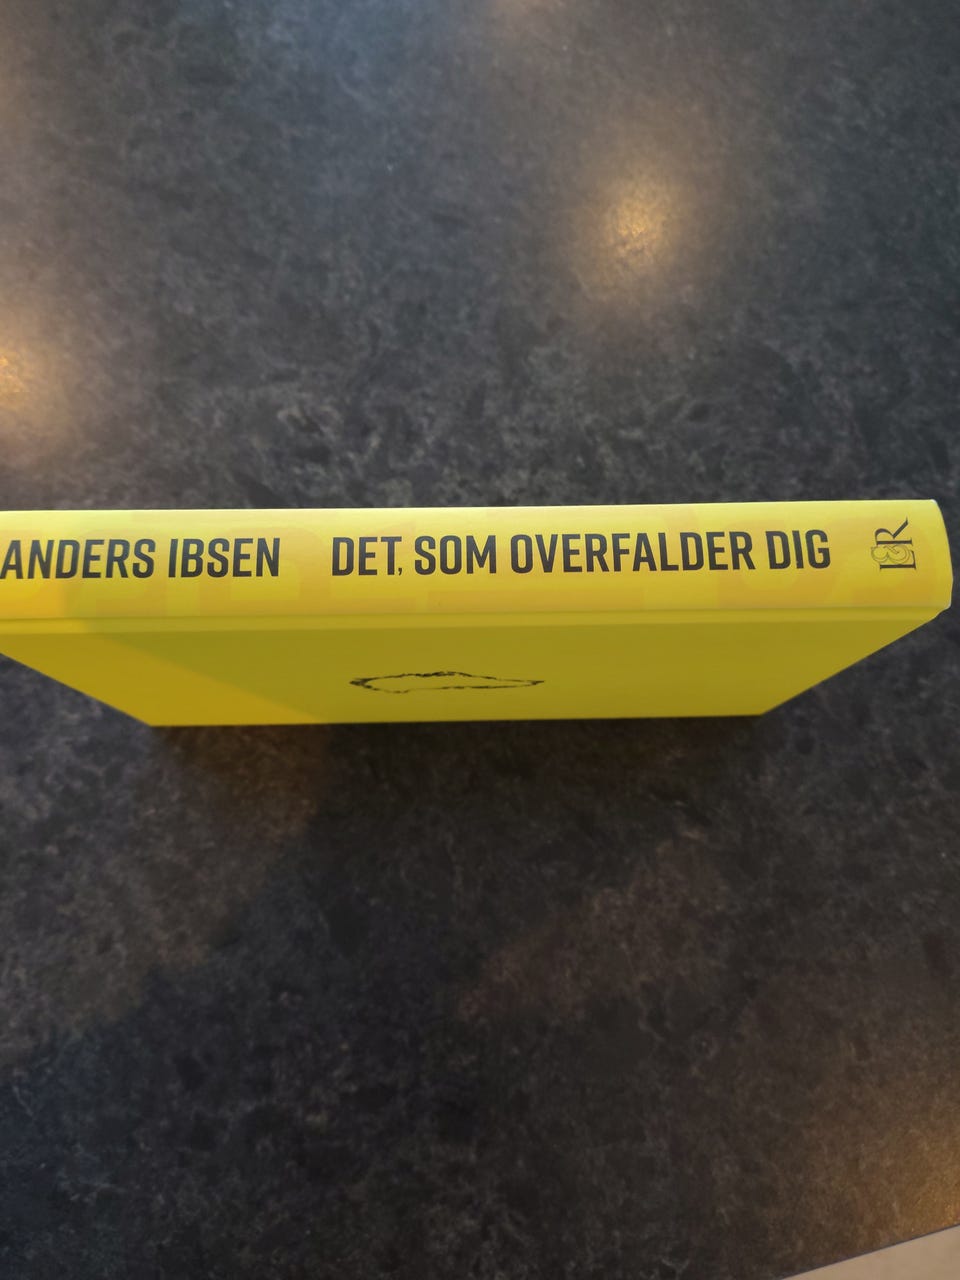 ANDERS IBSEN DET, SOM OVERFALDER DIG L&R